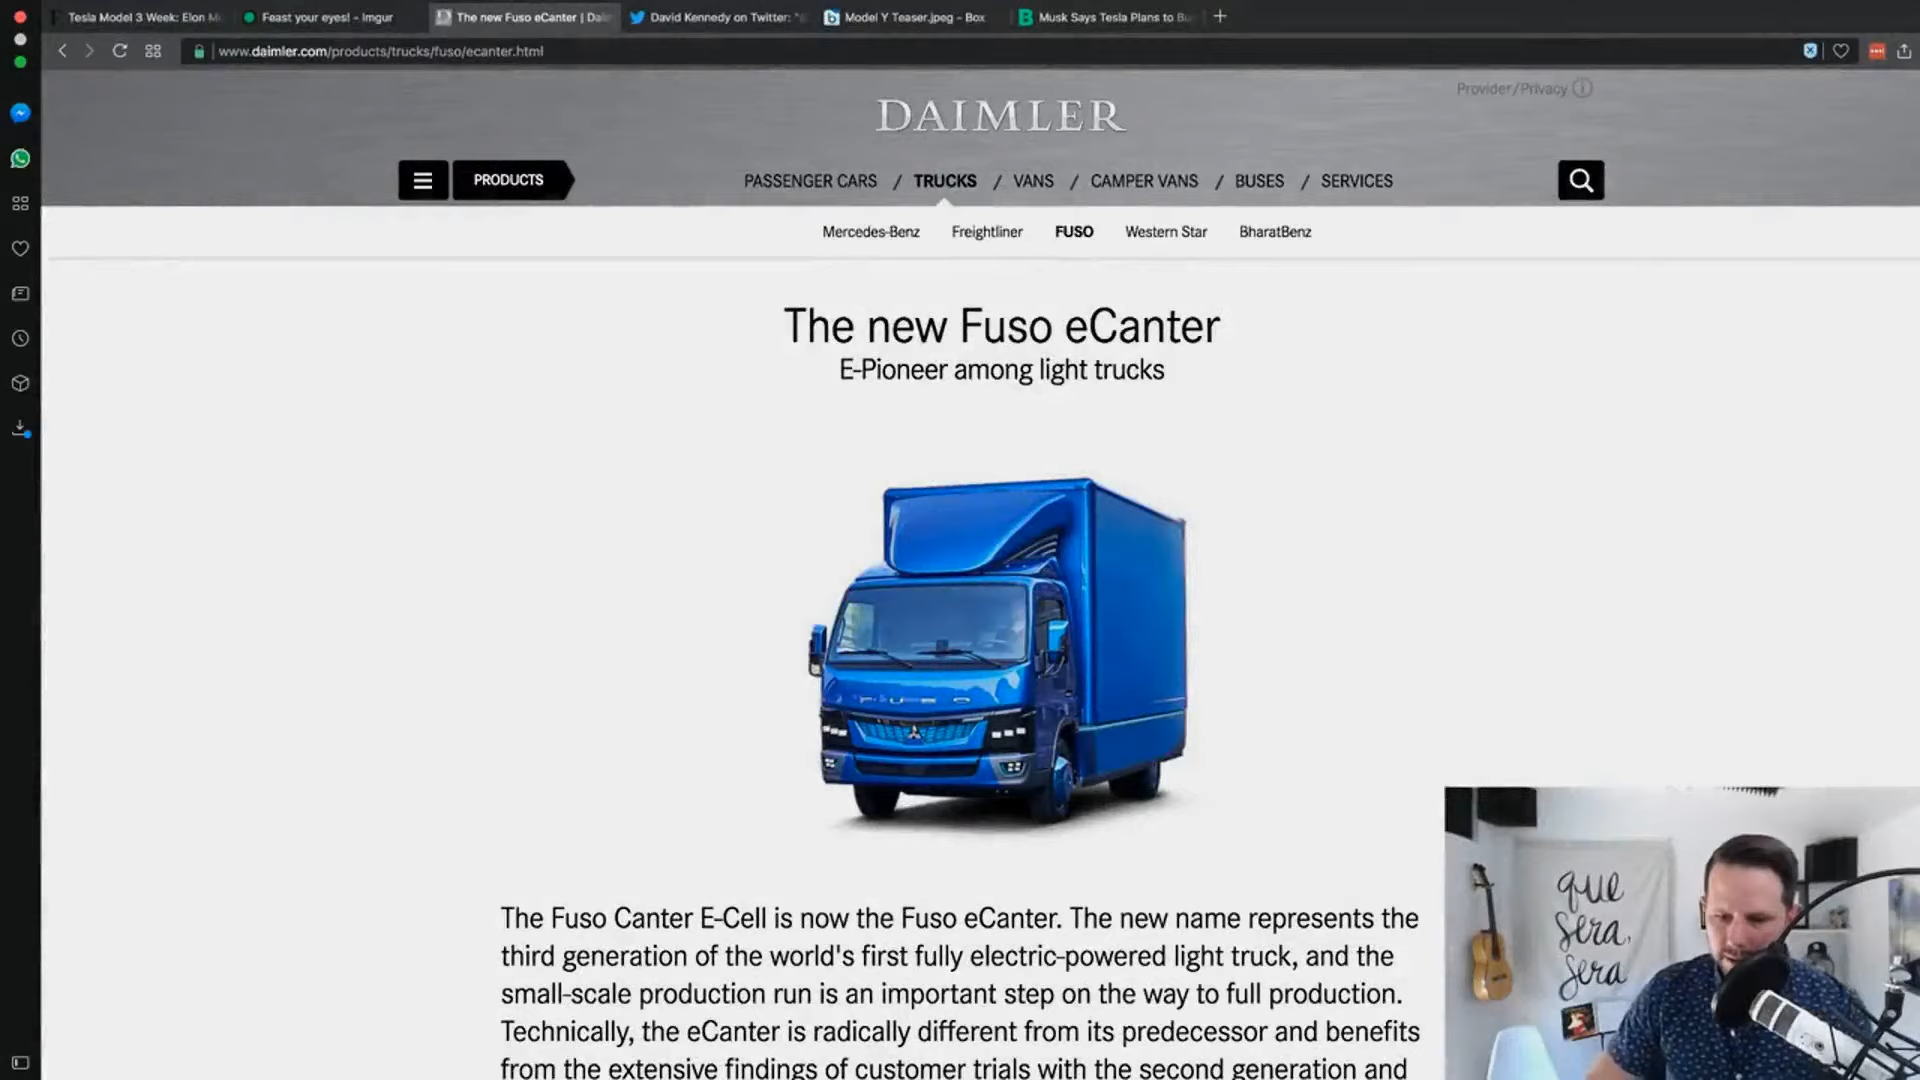 Tesla Model 3 Week: Elon M
Feast your eyes! - Imgur
The new Fuso eCanter | Dai
David Kennedy on Twitter: "
Model Y Teaser.jpeg - Box
Musk Says Tesla Plans to Bu
www.daimler.com/products/trucks/fuso/ecanter.html
Provider/Privacy
DAIMLER
PRODUCTS
PASSENGER CARS / TRUCKS / VANS / CAMPER VANS / BUSES / SERVICES
Mercedes-Benz Freightliner FUSO Western Star BharatBenz
The new Fuso eCanter
E-Pioneer among light trucks
FUSO
The Fuso Canter E-Cell is now the Fuso eCanter. The new name represents the
third generation of the world's first fully electric-powered light truck, and the
small-scale production run is an important step on the way to full production.
Technically, the eCanter is radically different from its predecessor and benefits
from the extensive findings of customer trials with the second generation and
que
sera,
sera